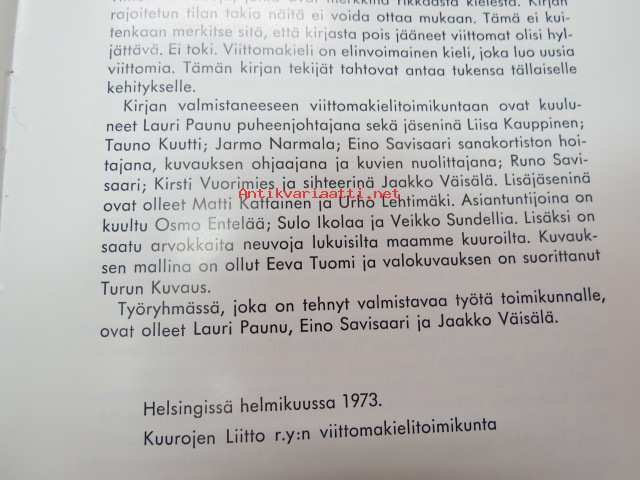 rajoitetun tilan takia näitä ei voida ottaa mukaan. Tämä ei kui-
tenkaan merkitse sitä, että kirjasta pois jääneet viittomat olisi hyl-
jättävä. Ei toki. Viittomakieli on elinvoimainen kieli, joka luo uusia
viittomia. Tämän kirjan tekijät tahtovat antaa tukensa tällaiselle
kehitykselle.
Kirjan valmistaneeseen viittomakielitoimikuntaan ovat kuulu-
neet Lauri Paunu puheenjohtajana sekä jäseninä Liisa Kauppinen;
Tauno Kuutti; Jarmo Narmala; Eino Savisaari sanakortiston hoi-
tajana, kuvauksen ohjaajana ja kuvien nuolittajana; Runo Savi-
saari; Kirsti Vuorimies ja sihteerinä Jaakko Väisälä. Lisäjäseninä
Antikvariaatti.net
ovat olleet Matti Kattainen ja Urho Lehtimäki. Asiantuntijoina on
kuultu Osmo Entelää; Sulo Ikolaa ja Veikko Sundellia. Lisäksi on
saatu arvokkaita neuvoja lukuisilta maamme kuuroilta. Kuvauk-
sen mallina on ollut Eeva Tuomi ja valokuvauksen on suorittanut
Turun Kuvaus.
Työryhmässä, joka on tehnyt valmistavaa työtä toimikunnalle,
ovat olleet Lauri Paunu, Eino Savisaari ja Jaakko Väisälä.
Helsingissä helmikuussa 1973.
Kuurojen Liitto r.y:n viittomakielitoimikunta